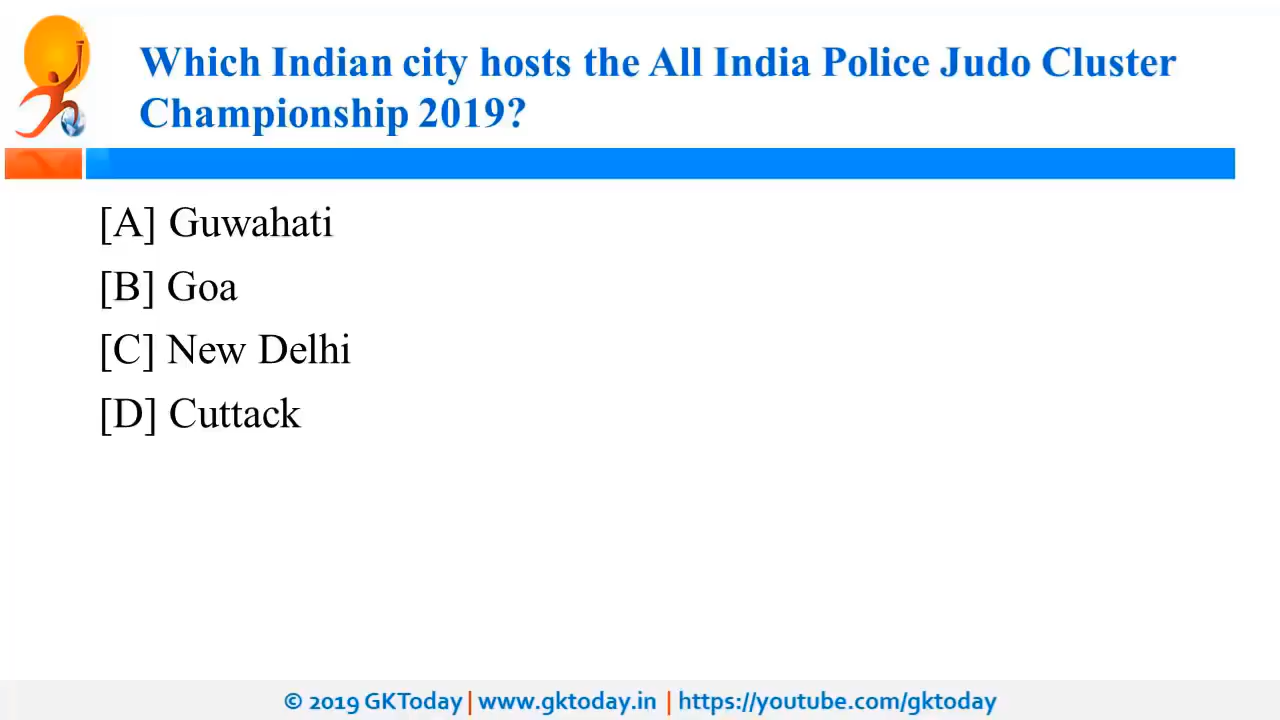 Which Indian city hosts the All India Police Judo Cluster
Championship 2019?
[A] Guwahati
[B] Goa
[C] New Delhi
[D] Cuttack
© 2019 GKToday | www.gktoday.in | https://youtube.com/gktoday